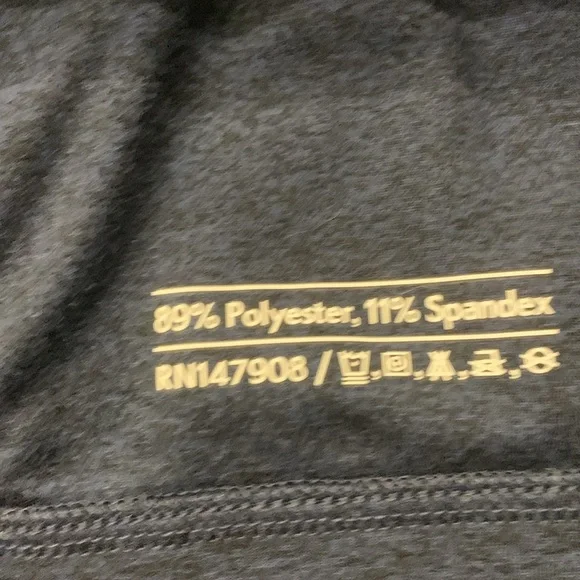 89% Polyester, 11% Spandex
RN147908 /